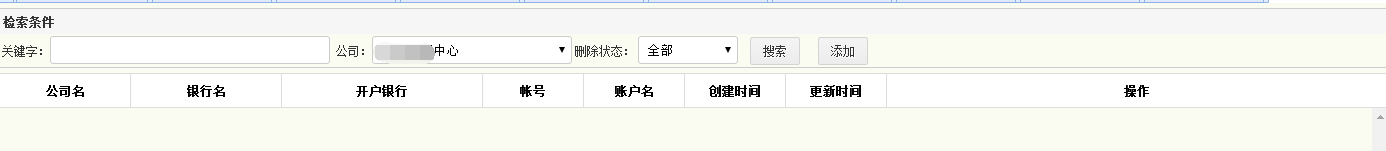 检索条件
关键字： 公司： 中心 删除状态： 全部 搜索 添加
公司名 银行名 开户银行 帐号 账户名 创建时间 更新时间 操作